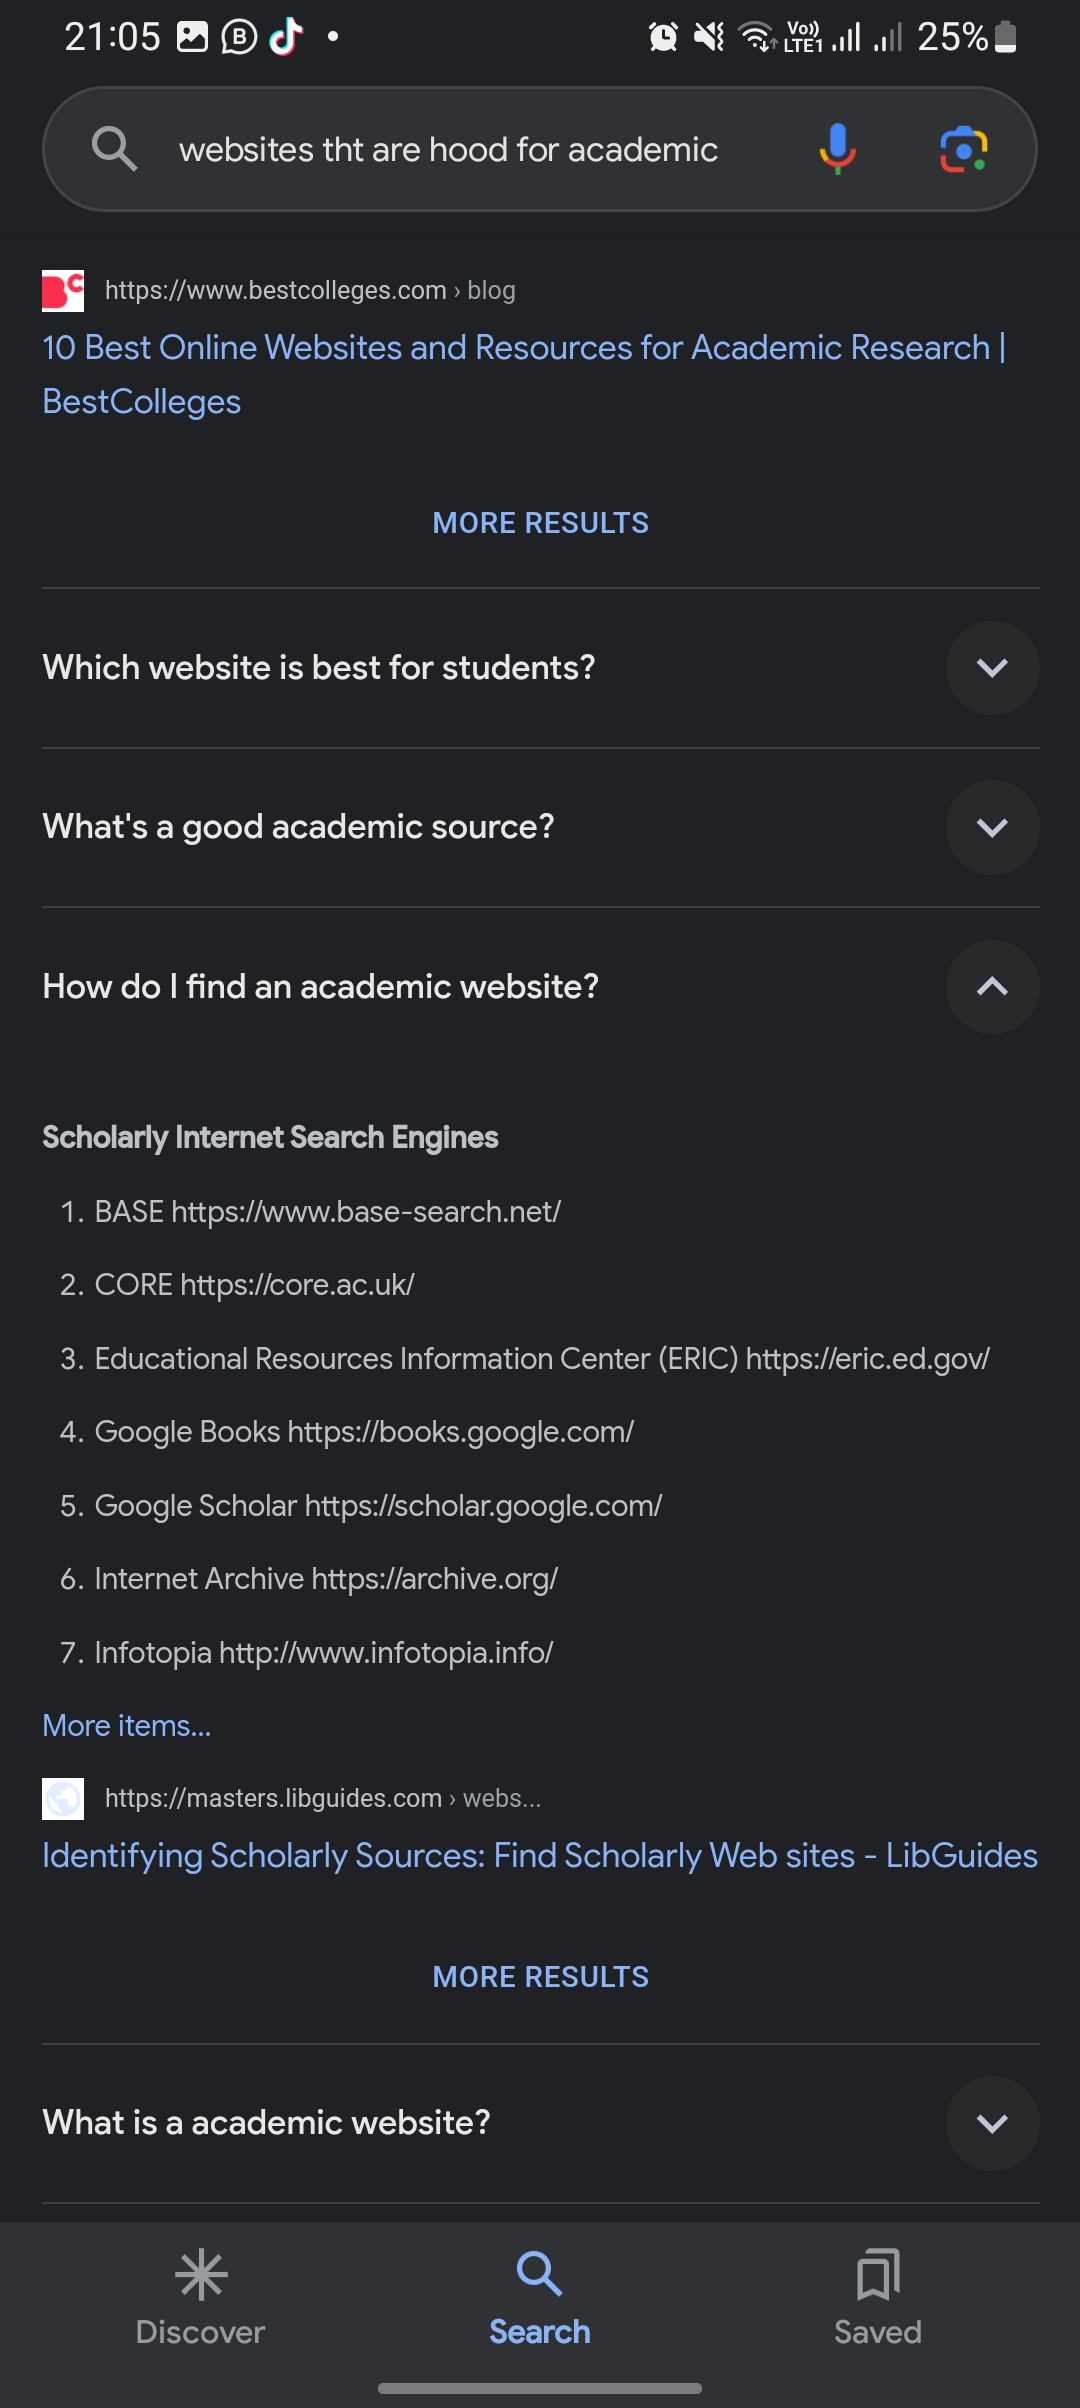 21:05
Vo)) LTE1 25%
websites tht are hood for academic
https://www.bestcolleges.com › blog
10 Best Online Websites and Resources for Academic Research |
BestColleges
MORE RESULTS
Which website is best for students?
What's a good academic source?
How do I find an academic website?
Scholarly Internet Search Engines
1. BASE https://www.base-search.net/
2. CORE https://core.ac.uk/
3. Educational Resources Information Center (ERIC) https://eric.ed.gov/
4. Google Books https://books.google.com/
5. Google Scholar https://scholar.google.com/
6. Internet Archive https://archive.org/
7. Infotopia http://www.infotopia.info/
More items...
https://masters.libguides.com › webs...
Identifying Scholarly Sources: Find Scholarly Web sites - LibGuides
MORE RESULTS
What is a academic website?
Discover
Search
Saved